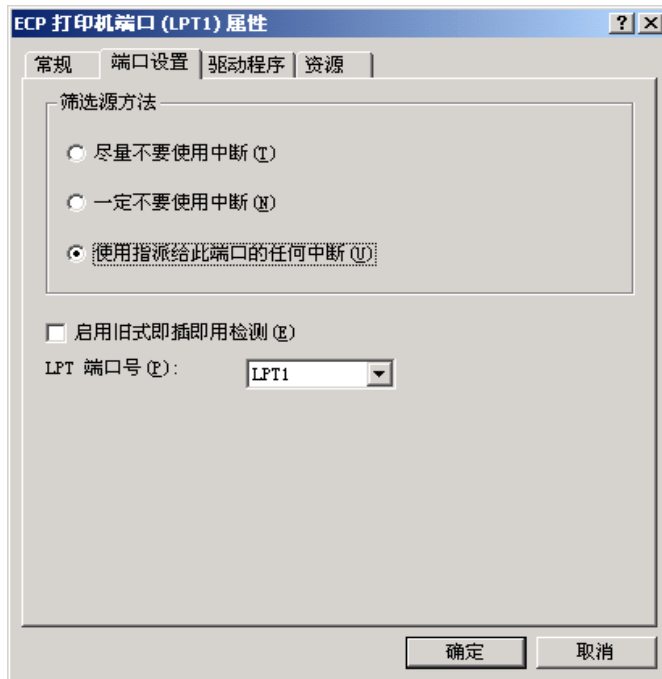 ECP 打印机端口 (LPT1) 属性
常规 端口设置 驱动程序 资源
筛选源方法
尽量不要使用中断(T)
一定不要使用中断(N)
使用指派给此端口的任何中断(U)
启用旧式即插即用检测(E)
LPT 端口号(P): LPT1
确定 取消